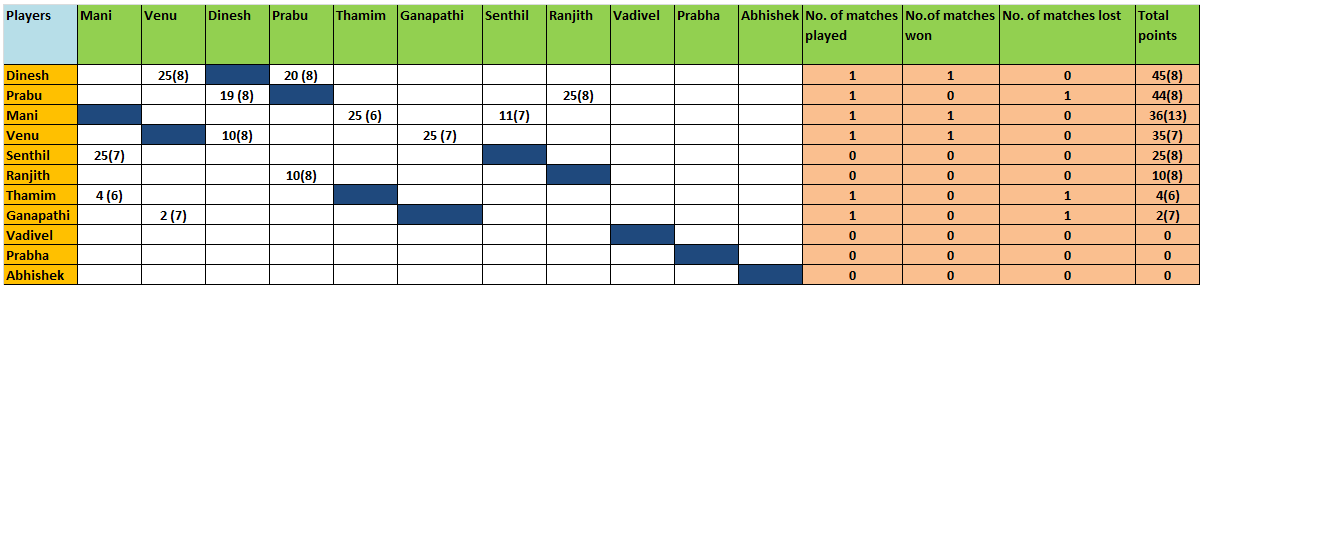 Players Mani Venu Dinesh Prabu Thamim Ganapathi Senthil Ranjith Vadivel Prabha Abhishek No. of matches played No.of matches won No. of matches lost Total points
Dinesh 25(8) 20 (8) 1 1 0 45(8)
Prabu 19 (8) 25(8) 1 0 1 44(8)
Mani 25 (6) 11(7) 1 1 0 36(13)
Venu 10(8) 25 (7) 1 1 0 35(7)
Senthil 25(7) 0 0 0 25(8)
Ranjith 10(8) 0 0 0 10(8)
Thamim 4 (6) 1 0 1 4(6)
Ganapathi 2 (7) 1 0 1 2(7)
Vadivel 0 0 0 0
Prabha 0 0 0 0
Abhishek 0 0 0 0